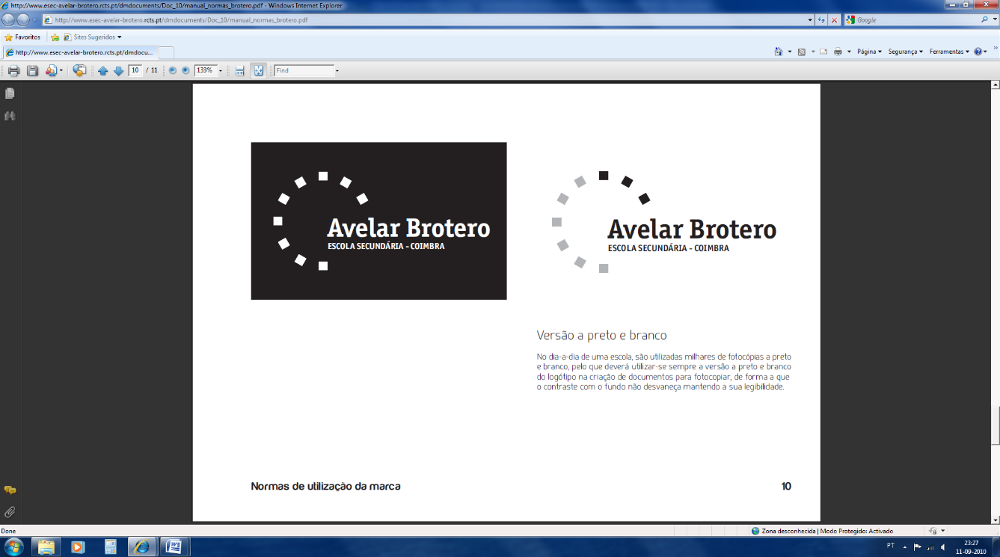 http://www.esec-avelar-brotero.rcts.pt/dmdocuments/Doc_10/manual_normas_brotero.pdf - Windows Internet Explorer
http://www.esec-avelar-brotero.rcts.pt/dmdocuments/Doc_10/manual_normas_brotero.pdf
Google
Favoritos
Sites Sugeridos
http://www.esec-avelar-brotero.rcts.pt/dmdocu...
Página
Segurança
Ferramentas
10 / 11
133%
Find
Avelar Brotero
ESCOLA SECUNDÁRIA - COIMBRA
Avelar Brotero
ESCOLA SECUNDÁRIA - COIMBRA
Versão a preto e branco
No dia-a-dia de uma escola, são utilizadas milhares de fotocópias a preto
e branco, pelo que deverá utilizar-se sempre a versão a preto e branco
do logótipo na criação de documentos para fotocopiar, de forma a que
o contraste com o fundo não desvaneça mantendo a sua legibilidade.
Normas de utilização da marca
10
Done
Zona desconhecida | Modo Protegido: Activado
PT
23:27
11-09-2010